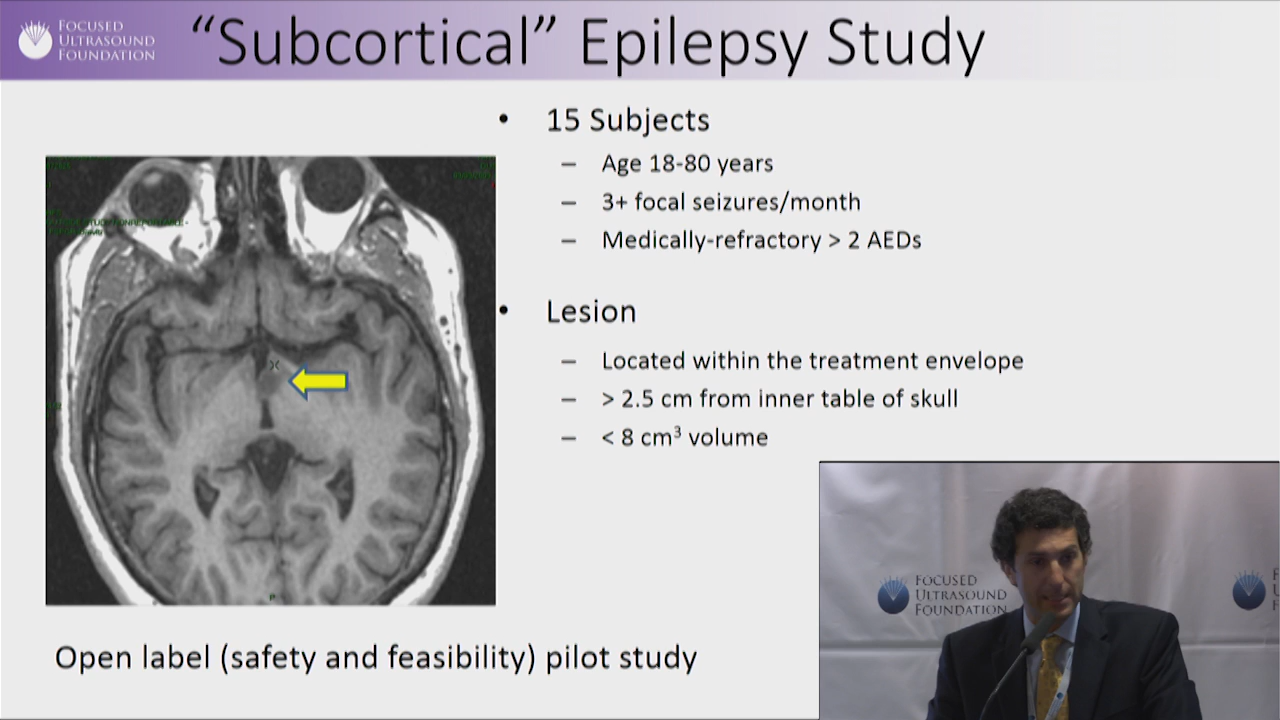 FOCUSED
ULTRASOUND
FOUNDATION
“Subcortical” Epilepsy Study
• 15 Subjects
– Age 18-80 years
– 3+ focal seizures/month
– Medically-refractory > 2 AEDs
• Lesion
– Located within the treatment envelope
– > 2.5 cm from inner table of skull
– < 8 cm³ volume
P
Open label (safety and feasibility) pilot study
FOCUSED
ULTRASOUND
FOUNDATION
F
U
F